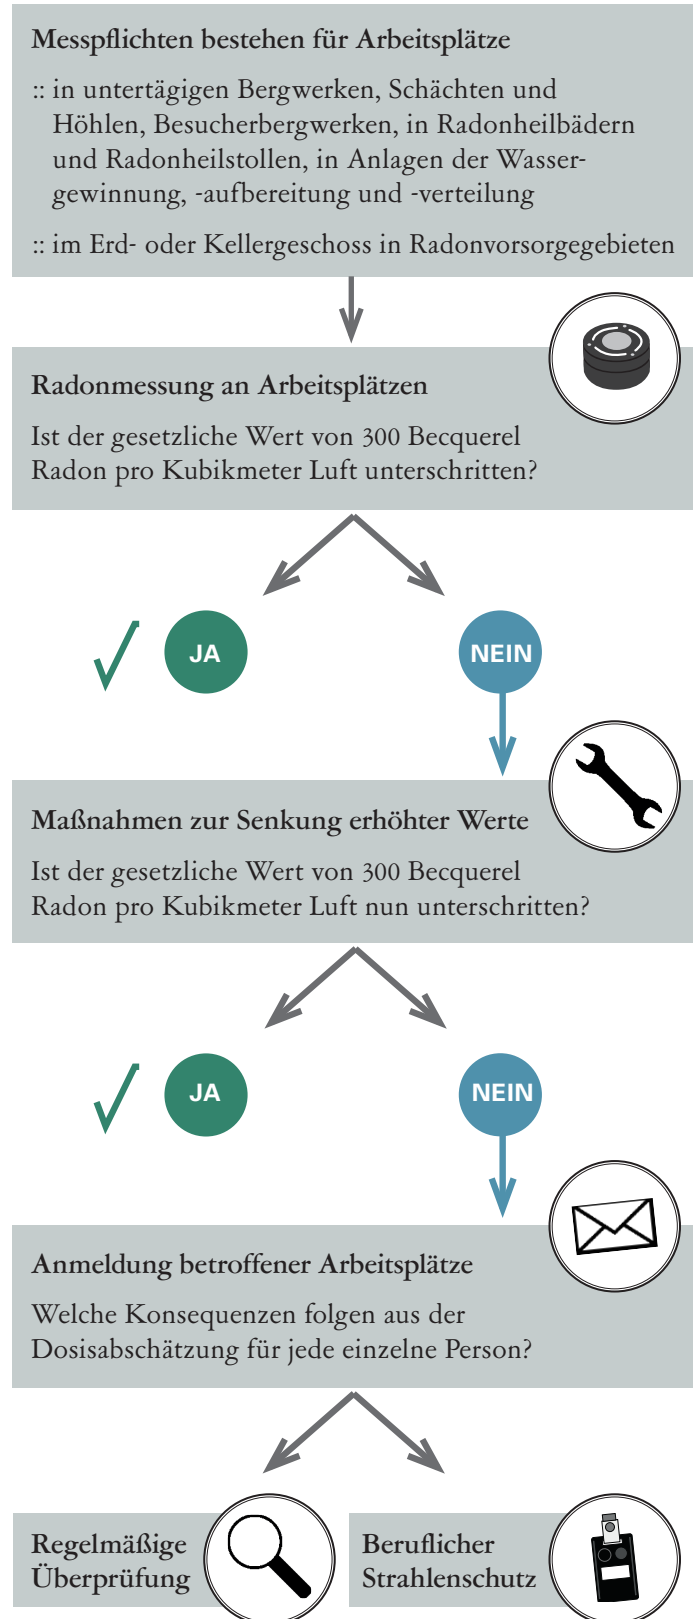 Messpflichten bestehen für Arbeitsplätze
:: in untertägigen Bergwerken, Schächten und
Höhlen, Besucherbergwerken, in Radonheilbädern
und Radonheilstollen, in Anlagen der Wasser-
gewinnung, -aufbereitung und -verteilung
:: im Erd- oder Kellergeschoss in Radonvorsorgegebieten
Radonmessung an Arbeitsplätzen
Ist der gesetzliche Wert von 300 Becquerel
Radon pro Kubikmeter Luft unterschritten?
JA
NEIN
Maßnahmen zur Senkung erhöhter Werte
Ist der gesetzliche Wert von 300 Becquerel
Radon pro Kubikmeter Luft nun unterschritten?
JA
NEIN
Anmeldung betroffener Arbeitsplätze
Welche Konsequenzen folgen aus der
Dosisabschätzung für jede einzelne Person?
Regelmäßige
Überprüfung
Beruflicher
Strahlenschutz